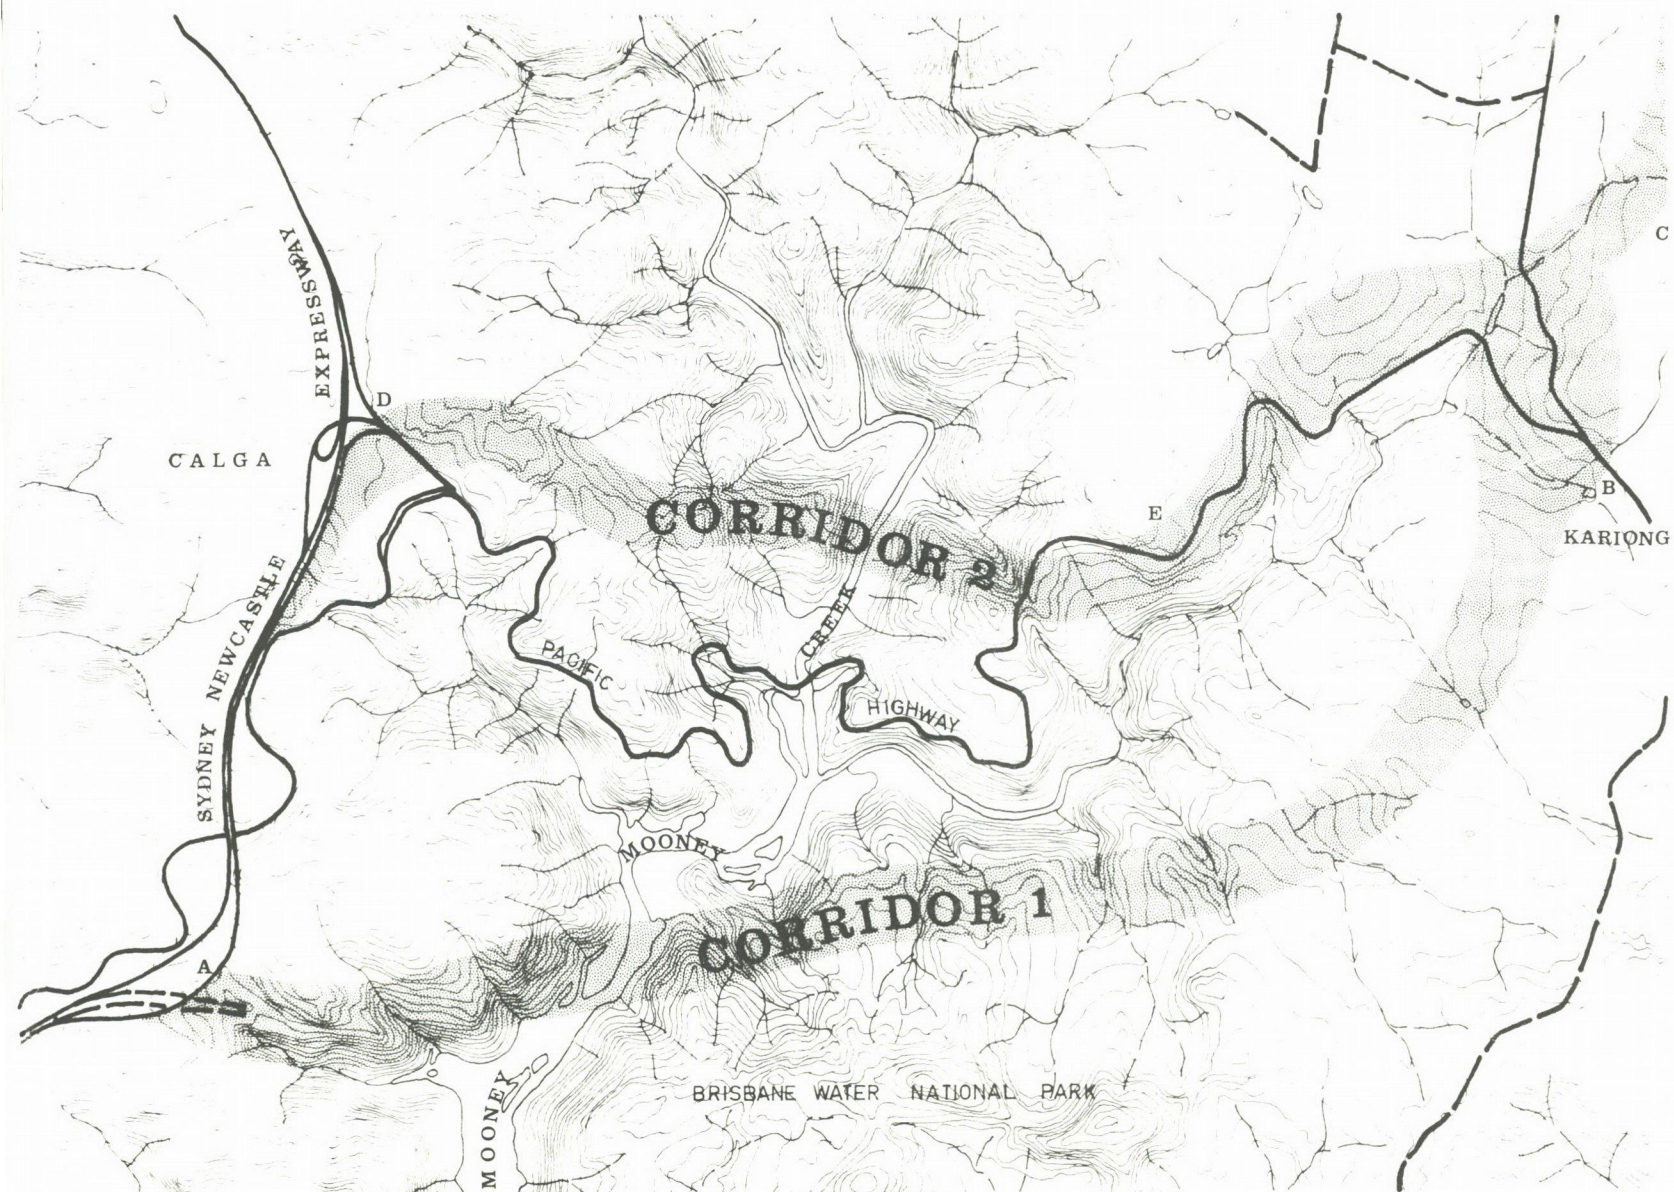 C
EXPRESSWAY
D
CALGA
B
E
KARIONG
CORRIDOR 2
CREEK
SYDNEY NEWCASTLE
PACIFIC
HIGHWAY
MOONEY
CORRIDOR 1
A
BRISBANE WATER NATIONAL PARK
MOONEY